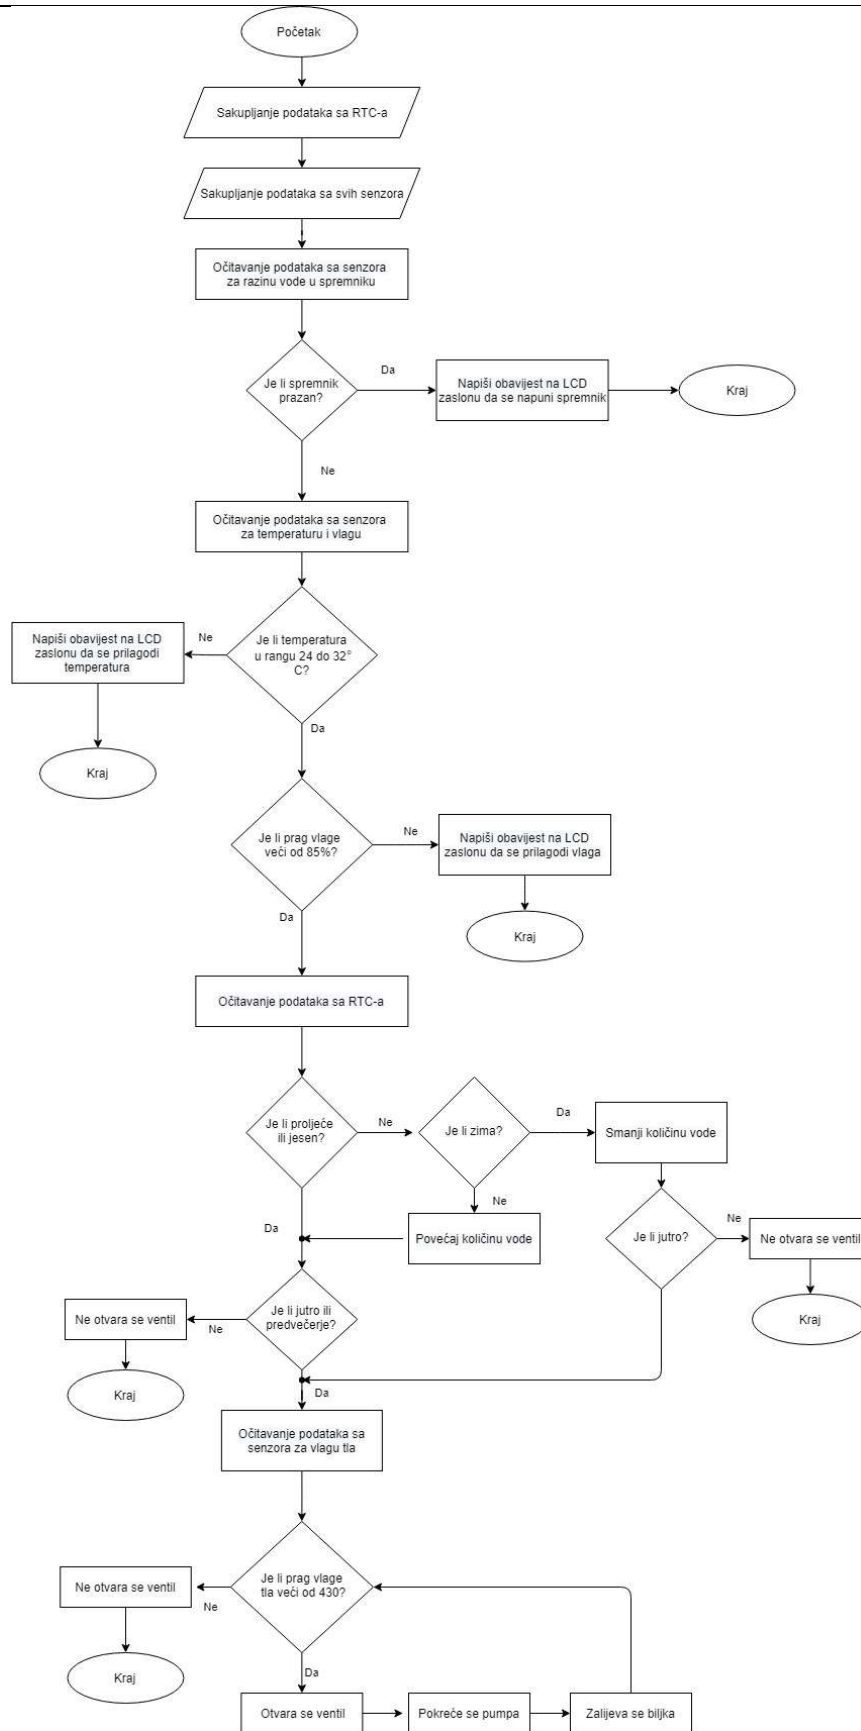 Početak
Sakupljanje podataka sa RTC-a
Sakupljanje podataka sa svih senzora
Očitavanje podataka sa senzora
za razinu vode u spremniku
Je li spremnik
prazan?
Da
Napiši obavijest na LCD
zaslonu da se napuni spremnik
Kraj
Ne
Očitavanje podataka sa senzora
za temperaturu i vlagu
Je li temperatura
u rangu 24 do 32°
C?
Ne
Napiši obavijest na LCD
zaslonu da se prilagodi
temperatura
Kraj
Da
Je li prag vlage
veći od 85%?
Ne
Napiši obavijest na LCD
zaslonu da se prilagodi vlaga
Kraj
Da
Očitavanje podataka sa RTC-a
Je li proljeće
ili jesen?
Ne
Je li zima?
Da
Smanji količinu vode
Ne
Povećaj količinu vode
Je li jutro?
Ne
Ne otvara se ventil
Kraj
Da
Je li jutro ili
predvečerje?
Ne
Ne otvara se ventil
Kraj
Da
Očitavanje podataka sa
senzora za vlagu tla
Je li prag vlage
tla veći od 430?
Ne
Ne otvara se ventil
Kraj
Da
Otvara se ventil
Pokreće se pumpa
Zalijeva se biljka